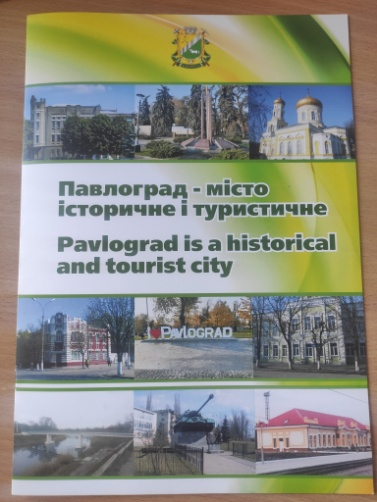 Павлоград - місто
історичне і туристичне
Pavlograd is a historical
and tourist city
PAVLOGRAD